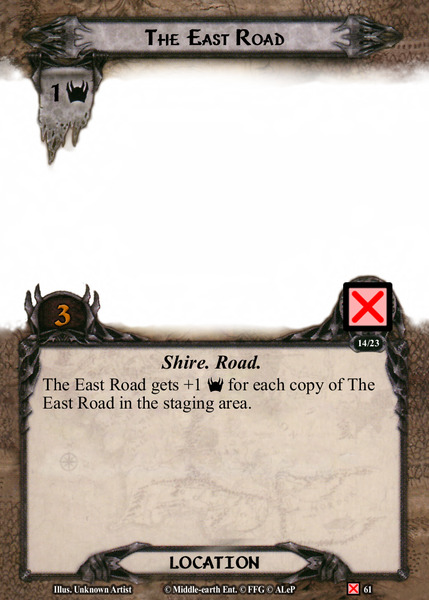 The East Road
1
3
14/23
Shire. Road.
The East Road gets +1 for each copy of The
East Road in the staging area.
LOCATION
Illus. Unknown Artist © Middle-earth Ent. © FFG © ALeP 61